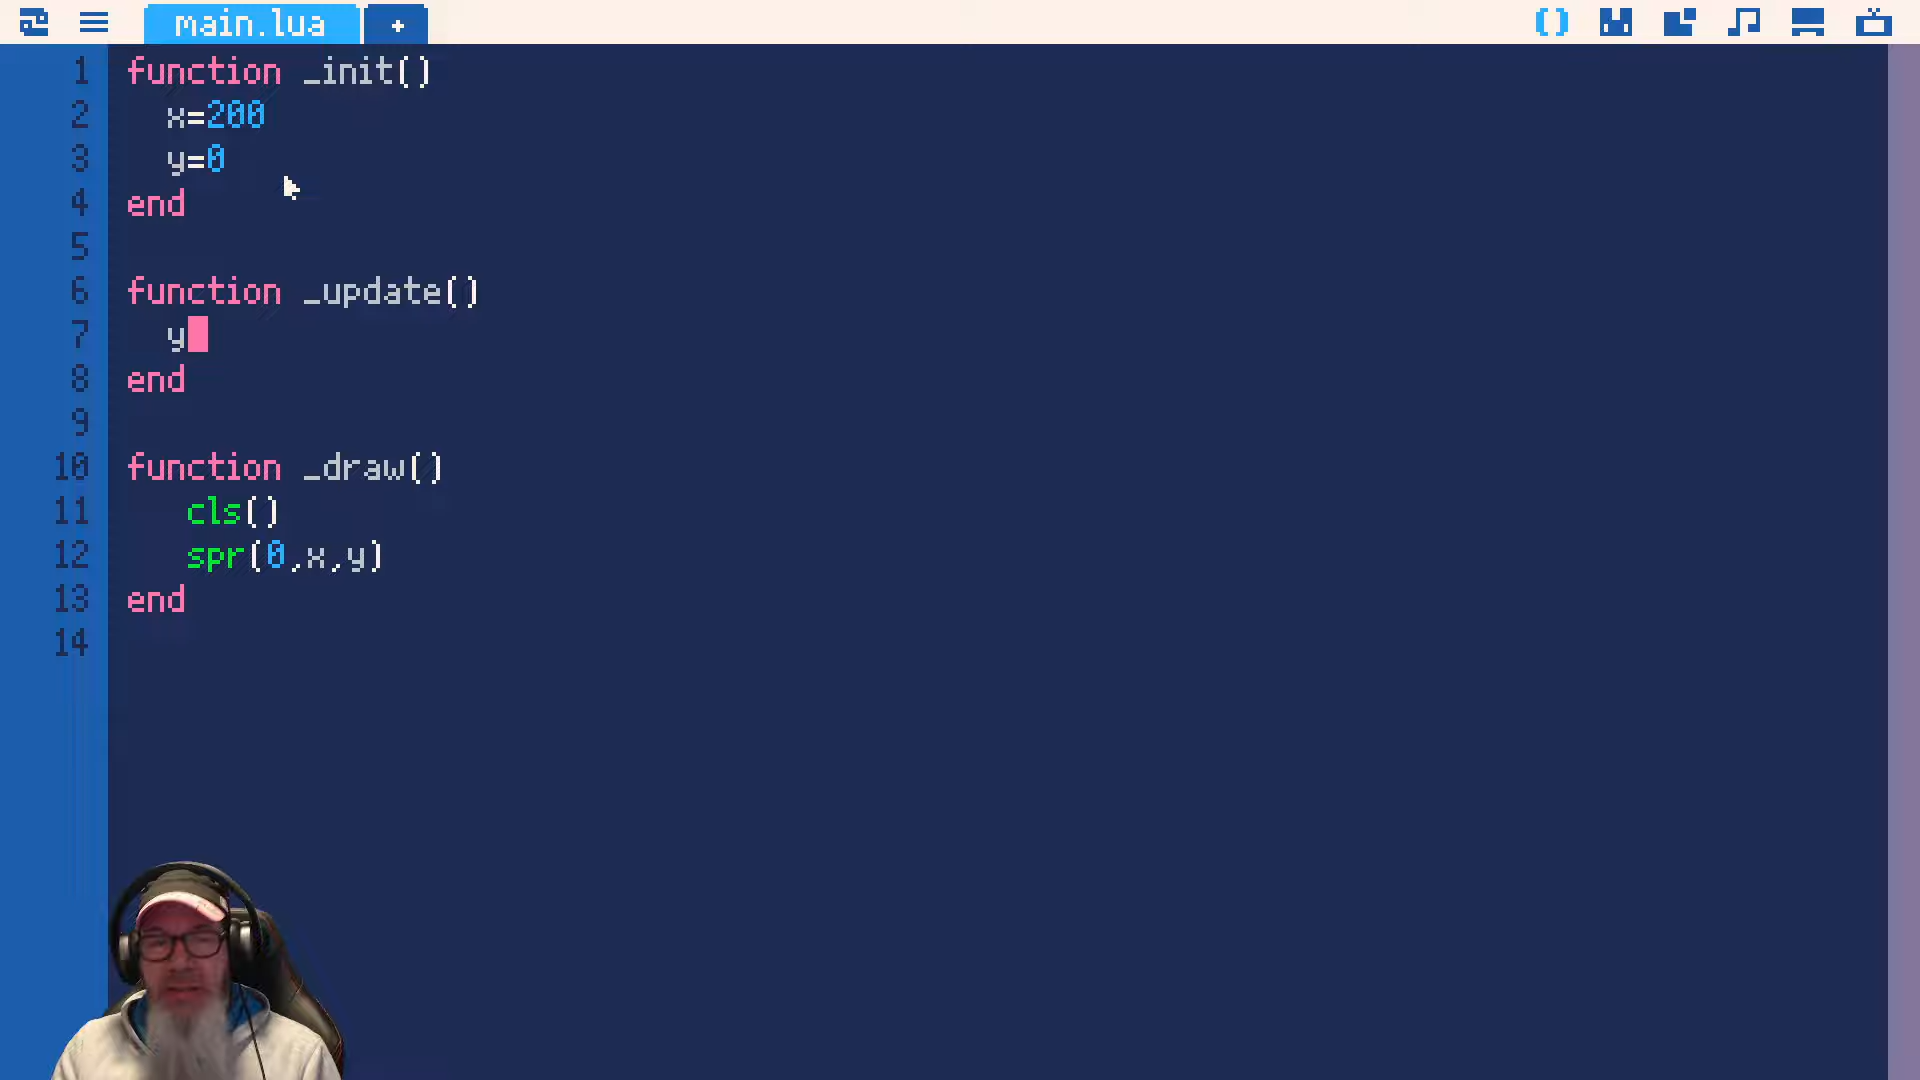 main.lua +
1 function _init()
2 x=200
3 y=0
4 end
5
6 function _update()
7 y
8 end
9
10 function _draw()
11 cls()
12 spr(0,x,y)
13 end
14